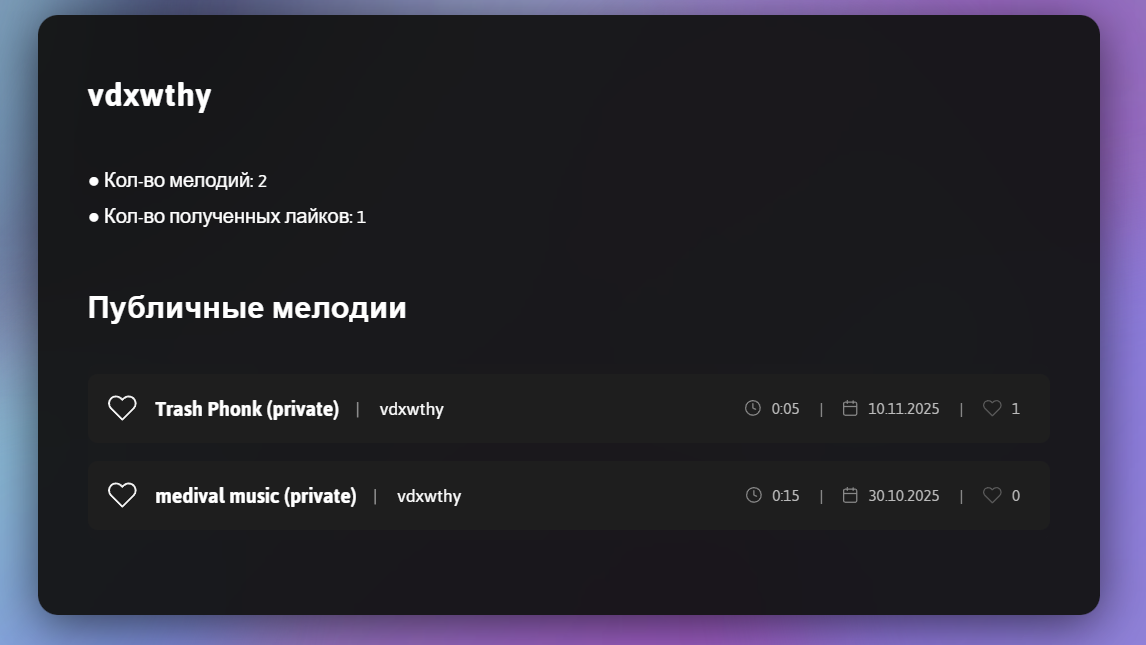 vdxwthy
● Кол-во мелодий: 2
● Кол-во полученных лайков: 1
Публичные мелодии
Trash Phonk (private) | vdxwthy 0:05 | 10.11.2025 | 1
medival music (private) | vdxwthy 0:15 | 30.10.2025 | 0